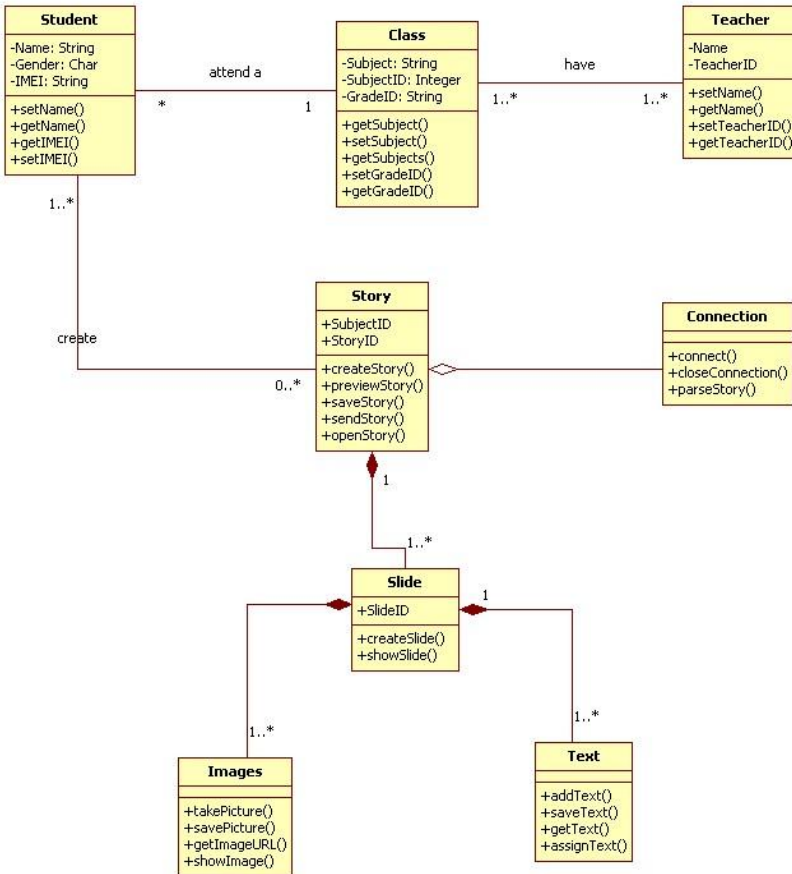 Student
-Name: String
-Gender: Char
-IMEI: String
+setName()
+getName()
+getIMEI()
+setIMEI()
attend a
*
1
Class
-Subject: String
-SubjectID: Integer
-GradeID: String
+getSubject()
+setSubject()
+getSubjects()
+setGradeID()
+getGradeID()
have
1..*
1..*
Teacher
-Name
-TeacherID
+setName()
+getName()
+setTeacherID()
+getTeacherID()
1..*
create
0..*
Story
+SubjectID
+StoryID
+createStory()
+previewStory()
+saveStory()
+sendStory()
+openStory()
Connection
+connect()
+closeConnection()
+parseStory()
1
1..*
Slide
+SlideID
+createSlide()
+showSlide()
1
1..*
1..*
Images
+takePicture()
+savePicture()
+getImageURL()
+showImage()
Text
+addText()
+saveText()
+getText()
+assignText()